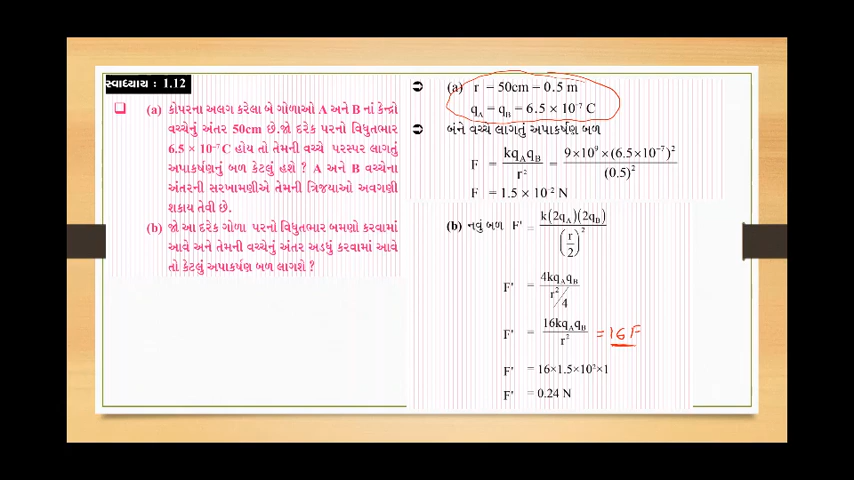 સ્વાધ્યાય : 1.12
(a) કોપરના અલગ કરેલા બે ગોળાઓ A અને B નાં કેન્દ્રો
વચ્ચેનું અંતર 50cm છે.જો દરેક પરનો વિધુતભાર
6.5 × 10⁻⁷ C હોય તો તેમની વચ્ચે પરસ્પર લાગતું
અપાકર્ષણનું બળ કેટલું હશે ? A અને B વચ્ચેના
અંતરની સરખામણીએ તેમની ત્રિજયાઓ અવગણી
શકાય તેવી છે.
(b) જો આ દરેક ગોળા પરનો વિધુતભાર બમણો કરવામાં
આવે અને તેમની વચ્ચેનું અંતર અડધું કરવામાં આવે
તો કેટલું અપાકર્ષણ બળ લાગશે ?
(a) r = 50cm = 0.5 m
q_A = q_B = 6.5 × 10⁻⁷ C
બંને વચ્ચે લાગતું અપાકર્ષણ બળ
F = kq_Aq_B / r² = 9×10⁹ ×(6.5×10⁻⁷)² / (0.5)²
F = 1.5 × 10⁻² N
(b) નવું બળ F' = k(2q_A)(2q_B) / (r/2)²
F' = 4kq_Aq_B / r²/4
F' = 16kq_Aq_B / r² = 16F
F' = 16×1.5×10³×1
F' = 0.24 N